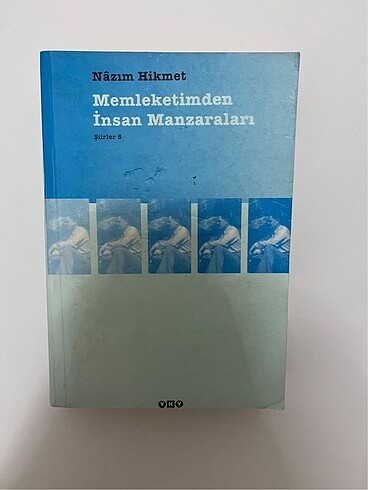 Nâzım Hikmet
Memleketimden
İnsan Manzaraları
Şiirler 5
YKY